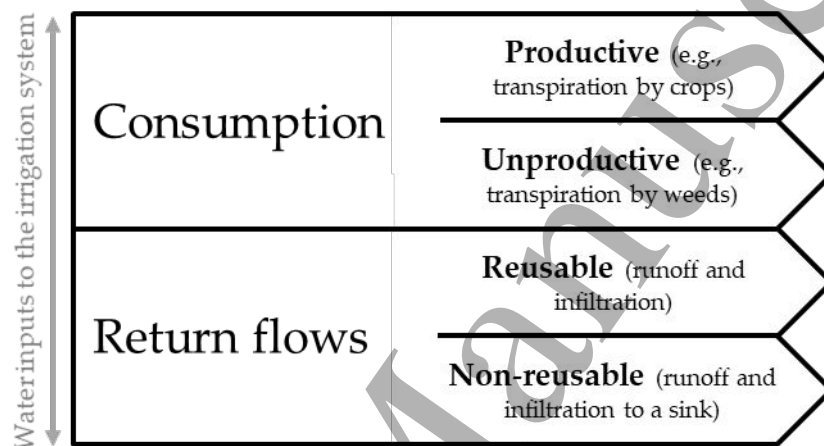 Water inputs to the irrigation system
Consumption
Productive (e.g.,
transpiration by crops)
Unproductive (e.g.,
transpiration by weeds)
Return flows
Reusable (runoff and
infiltration)
Non-reusable (runoff and
infiltration to a sink)